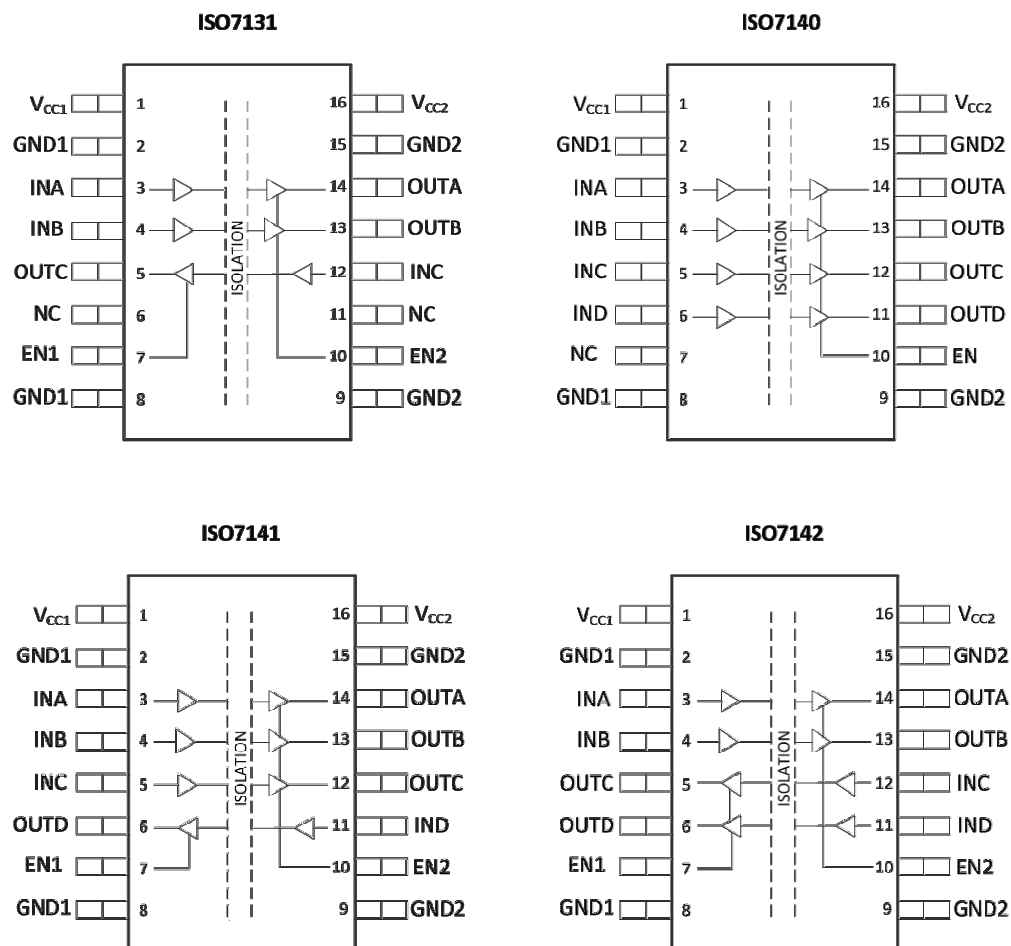 ISO7131
VCC1 1 16 VCC2
GND1 2 15 GND2
INA 3 14 OUTA
INB 4 13 OUTB
OUTC 5 12 INC
NC 6 11 NC
EN1 7 10 EN2
GND1 8 9 GND2
ISOLATION
ISO7140
VCC1 1 16 VCC2
GND1 2 15 GND2
INA 3 14 OUTA
INB 4 13 OUTB
INC 5 12 OUTC
IND 6 11 OUTD
NC 7 10 EN
GND1 8 9 GND2
ISOLATION
ISO7141
VCC1 1 16 VCC2
GND1 2 15 GND2
INA 3 14 OUTA
INB 4 13 OUTB
INC 5 12 OUTC
OUTD 6 11 IND
EN1 7 10 EN2
GND1 8 9 GND2
ISOLATION
ISO7142
VCC1 1 16 VCC2
GND1 2 15 GND2
INA 3 14 OUTA
INB 4 13 OUTB
OUTC 5 12 INC
OUTD 6 11 IND
EN1 7 10 EN2
GND1 8 9 GND2
ISOLATION